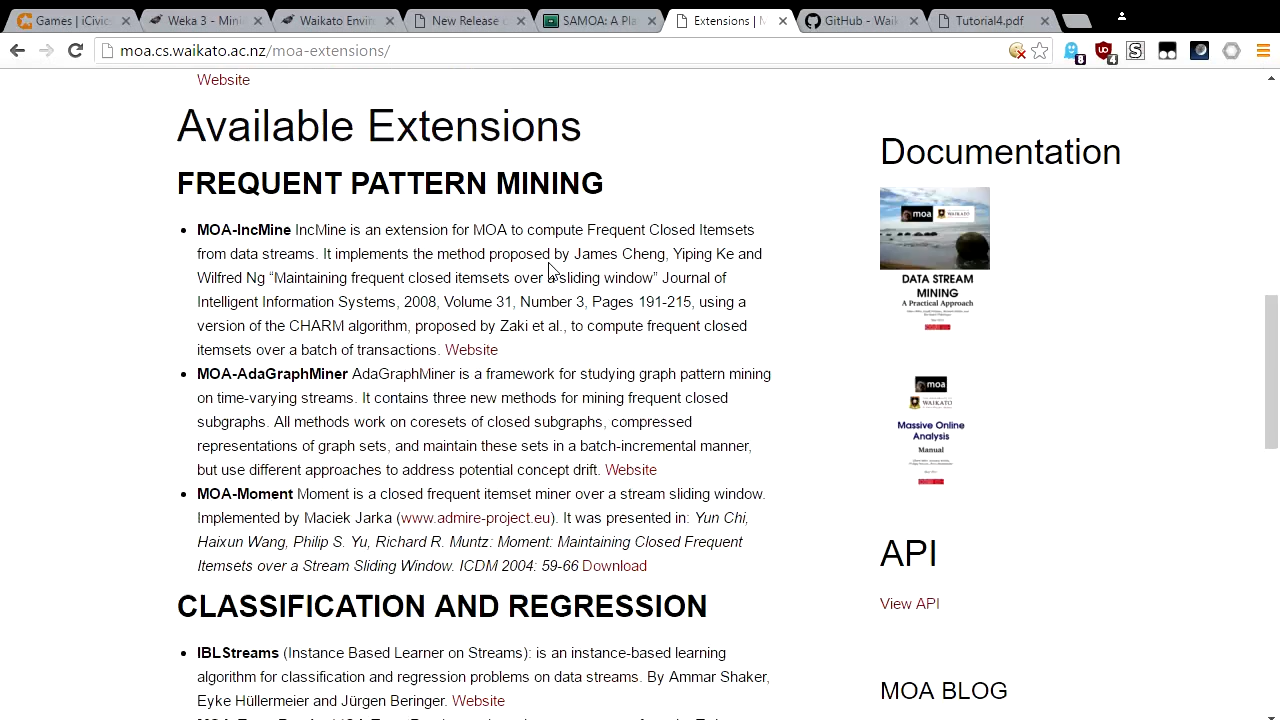 Games | iCivics
Weka 3 - Mini
Waikato Enviro
New Release o
SAMOA: A Pla
Extensions | M
GitHub - Waik
Tutorial4.pdf
moa.cs.waikato.ac.nz/moa-extensions/
8
4
Website
Available Extensions
FREQUENT PATTERN MINING
MOA-IncMine IncMine is an extension for MOA to compute Frequent Closed Itemsets
from data streams. It implements the method proposed by James Cheng, Yiping Ke and
Wilfred Ng “Maintaining frequent closed itemsets over a sliding window” Journal of
Intelligent Information Systems, 2008, Volume 31, Number 3, Pages 191-215, using a
version of the CHARM algorithm, proposed by Zaki et al., to compute frequent closed
itemsets over a batch of transactions. Website
MOA-AdaGraphMiner AdaGraphMiner is a framework for studying graph pattern mining
on time-varying streams. It contains three new methods for mining frequent closed
subgraphs. All methods work on coresets of closed subgraphs, compressed
representations of graph sets, and maintain these sets in a batch-incremental manner,
but use different approaches to address potential concept drift. Website
MOA-Moment Moment is a closed frequent itemset miner over a stream sliding window.
Implemented by Maciek Jarka (www.admire-project.eu). It was presented in: Yun Chi,
Haixun Wang, Philip S. Yu, Richard R. Muntz: Moment: Maintaining Closed Frequent
Itemsets over a Stream Sliding Window. ICDM 2004: 59-66 Download
CLASSIFICATION AND REGRESSION
IBLStreams (Instance Based Learner on Streams): is an instance-based learning
algorithm for classification and regression problems on data streams. By Ammar Shaker,
Eyke Hüllermeier and Jürgen Beringer. Website
Documentation
moa
WAIKATO
DATA STREAM
MINING
A Practical Approach
moa
WAIKATO
Massive Online
Analysis
Manual
API
View API
MOA BLOG